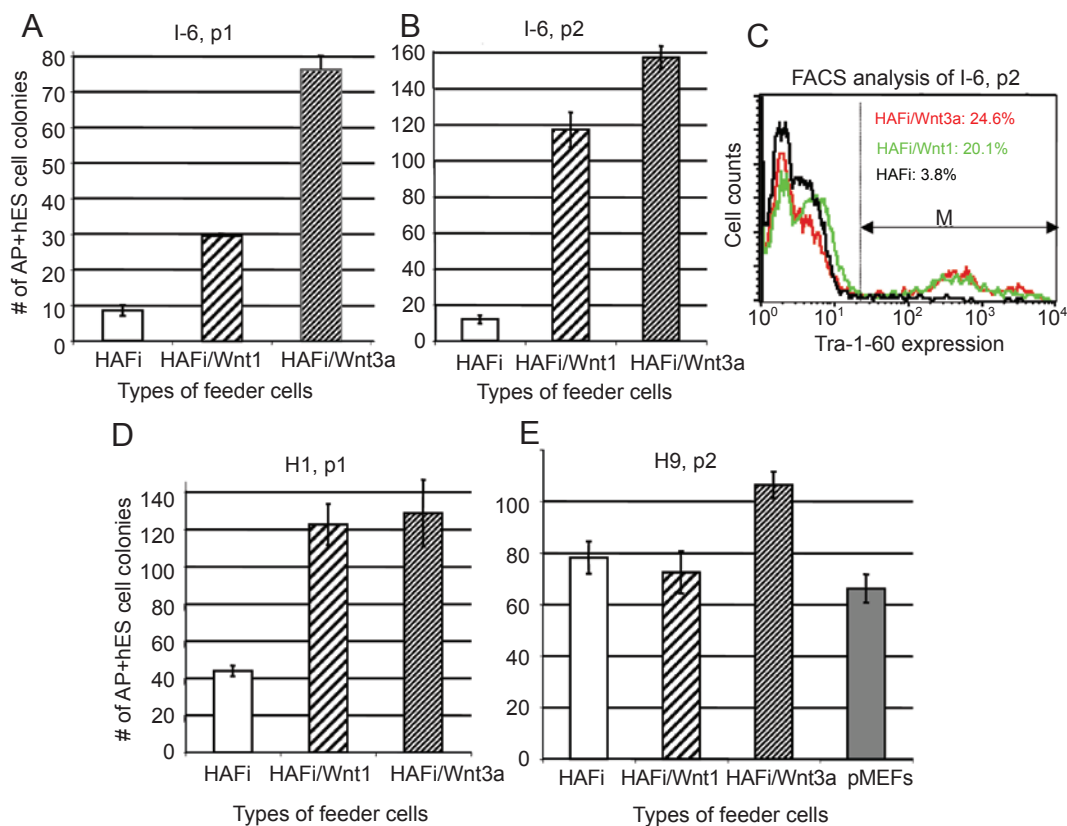 A
I-6, p1
# of AP+hES cell colonies
80
70
60
50
40
30
20
10
0
HAFi HAFi/Wnt1 HAFi/Wnt3a
Types of feeder cells
B
I-6, p2
160
140
120
100
80
60
40
20
0
HAFi HAFi/Wnt1 HAFi/Wnt3a
Types of feeder cells
C
FACS analysis of I-6, p2
HAFi/Wnt3a: 24.6%
HAFi/Wnt1: 20.1%
HAFi: 3.8%
M
Cell counts
10⁰ 10¹ 10² 10³ 10⁴
Tra-1-60 expression
D
H1, p1
# of AP+hES cell colonies
140
120
100
80
60
40
20
0
HAFi HAFi/Wnt1 HAFi/Wnt3a
Types of feeder cells
E
H9, p2
100
80
60
40
20
0
HAFi HAFi/Wnt1 HAFi/Wnt3a pMEFs
Types of feeder cells